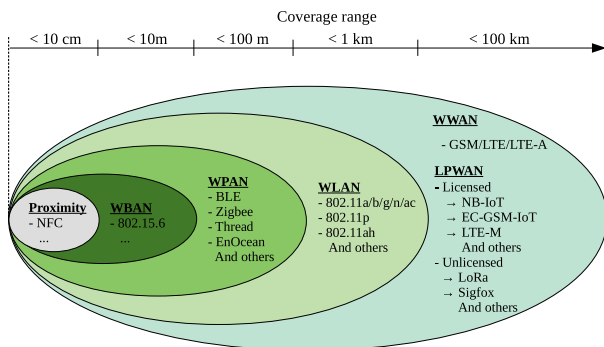 Coverage range
< 10 cm
< 10m
< 100 m
< 1 km
< 100 km
Proximity
- NFC
...
WBAN
- 802.15.6
...
WPAN
- BLE
- Zigbee
- Thread
- EnOcean
And others
WLAN
- 802.11a/b/g/n/ac
- 802.11p
- 802.11ah
And others
WWAN
- GSM/LTE/LTE-A
LPWAN
- Licensed
→ NB-IoT
→ EC-GSM-IoT
→ LTE-M
And others
- Unlicensed
→ LoRa
→ Sigfox
And others